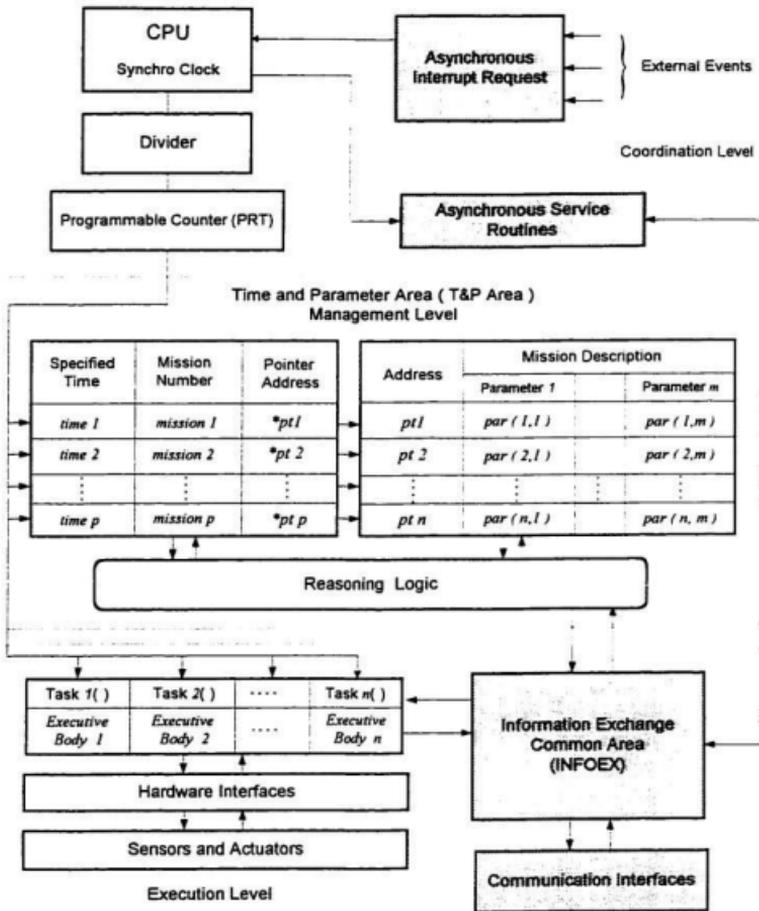 CPU
Synchro Clock
Asynchronous
Interrupt Request
External Events
Divider
Coordination Level
Programmable Counter (PRT)
Asynchronous Service
Routines
Time and Parameter Area ( T&P Area )
Management Level
Specified
Time
Mission
Number
Pointer
Address
Address
Mission Description
Parameter 1
Parameter m
time 1
mission 1
*pt1
pt1
par ( 1,1 )
par ( 1,m )
time 2
mission 2
*pt 2
pt 2
par ( 2,1 )
par ( 2,m )
time p
mission p
*pt p
pt n
par ( n,1 )
par ( n, m )
Reasoning Logic
Task 1( )
Task 2( )
....
Task n( )
Executive
Body 1
Executive
Body 2
....
Executive
Body n
Information Exchange
Common Area
(INFOEX)
Hardware Interfaces
Sensors and Actuators
Communication Interfaces
Execution Level